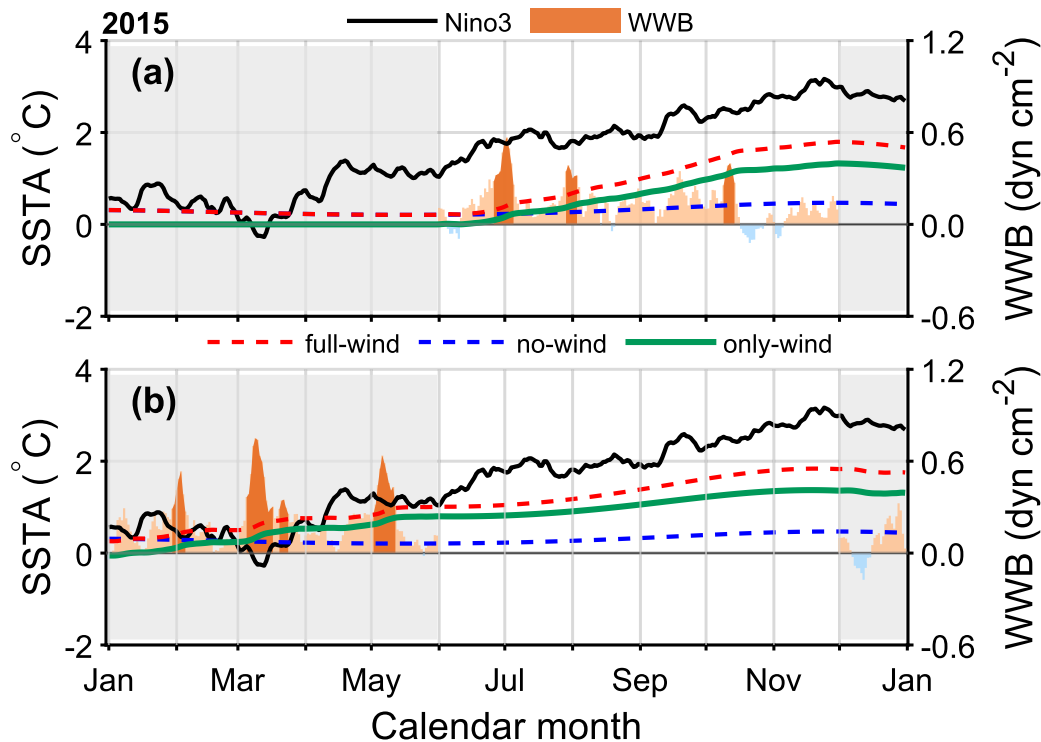 2015 Nino3 WWB
(a)
4
2
0
-2
SSTA (°C)
1.2
0.6
0.0
-0.6
WWB (dyn cm-2)
full-wind no-wind only-wind
(b)
4
2
0
-2
SSTA (°C)
1.2
0.6
0.0
-0.6
WWB (dyn cm-2)
Jan Mar May Jul Sep Nov Jan
Calendar month